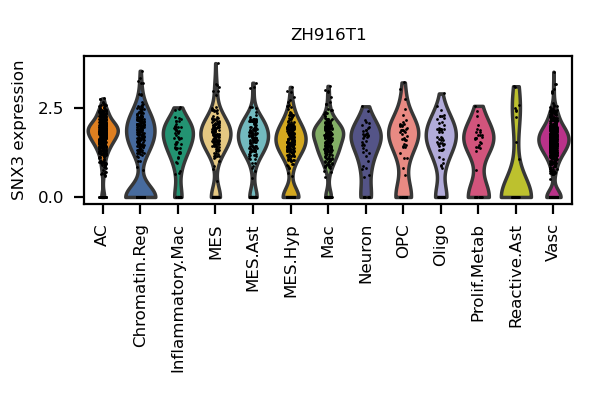 ZH916T1
SNX3 expression
2.5
0.0
AC
Chromatin.Reg
Inflammatory.Mac
MES
MES.Ast
MES.Hyp
Mac
Neuron
OPC
Oligo
Prolif.Metab
Reactive.Ast
Vasc